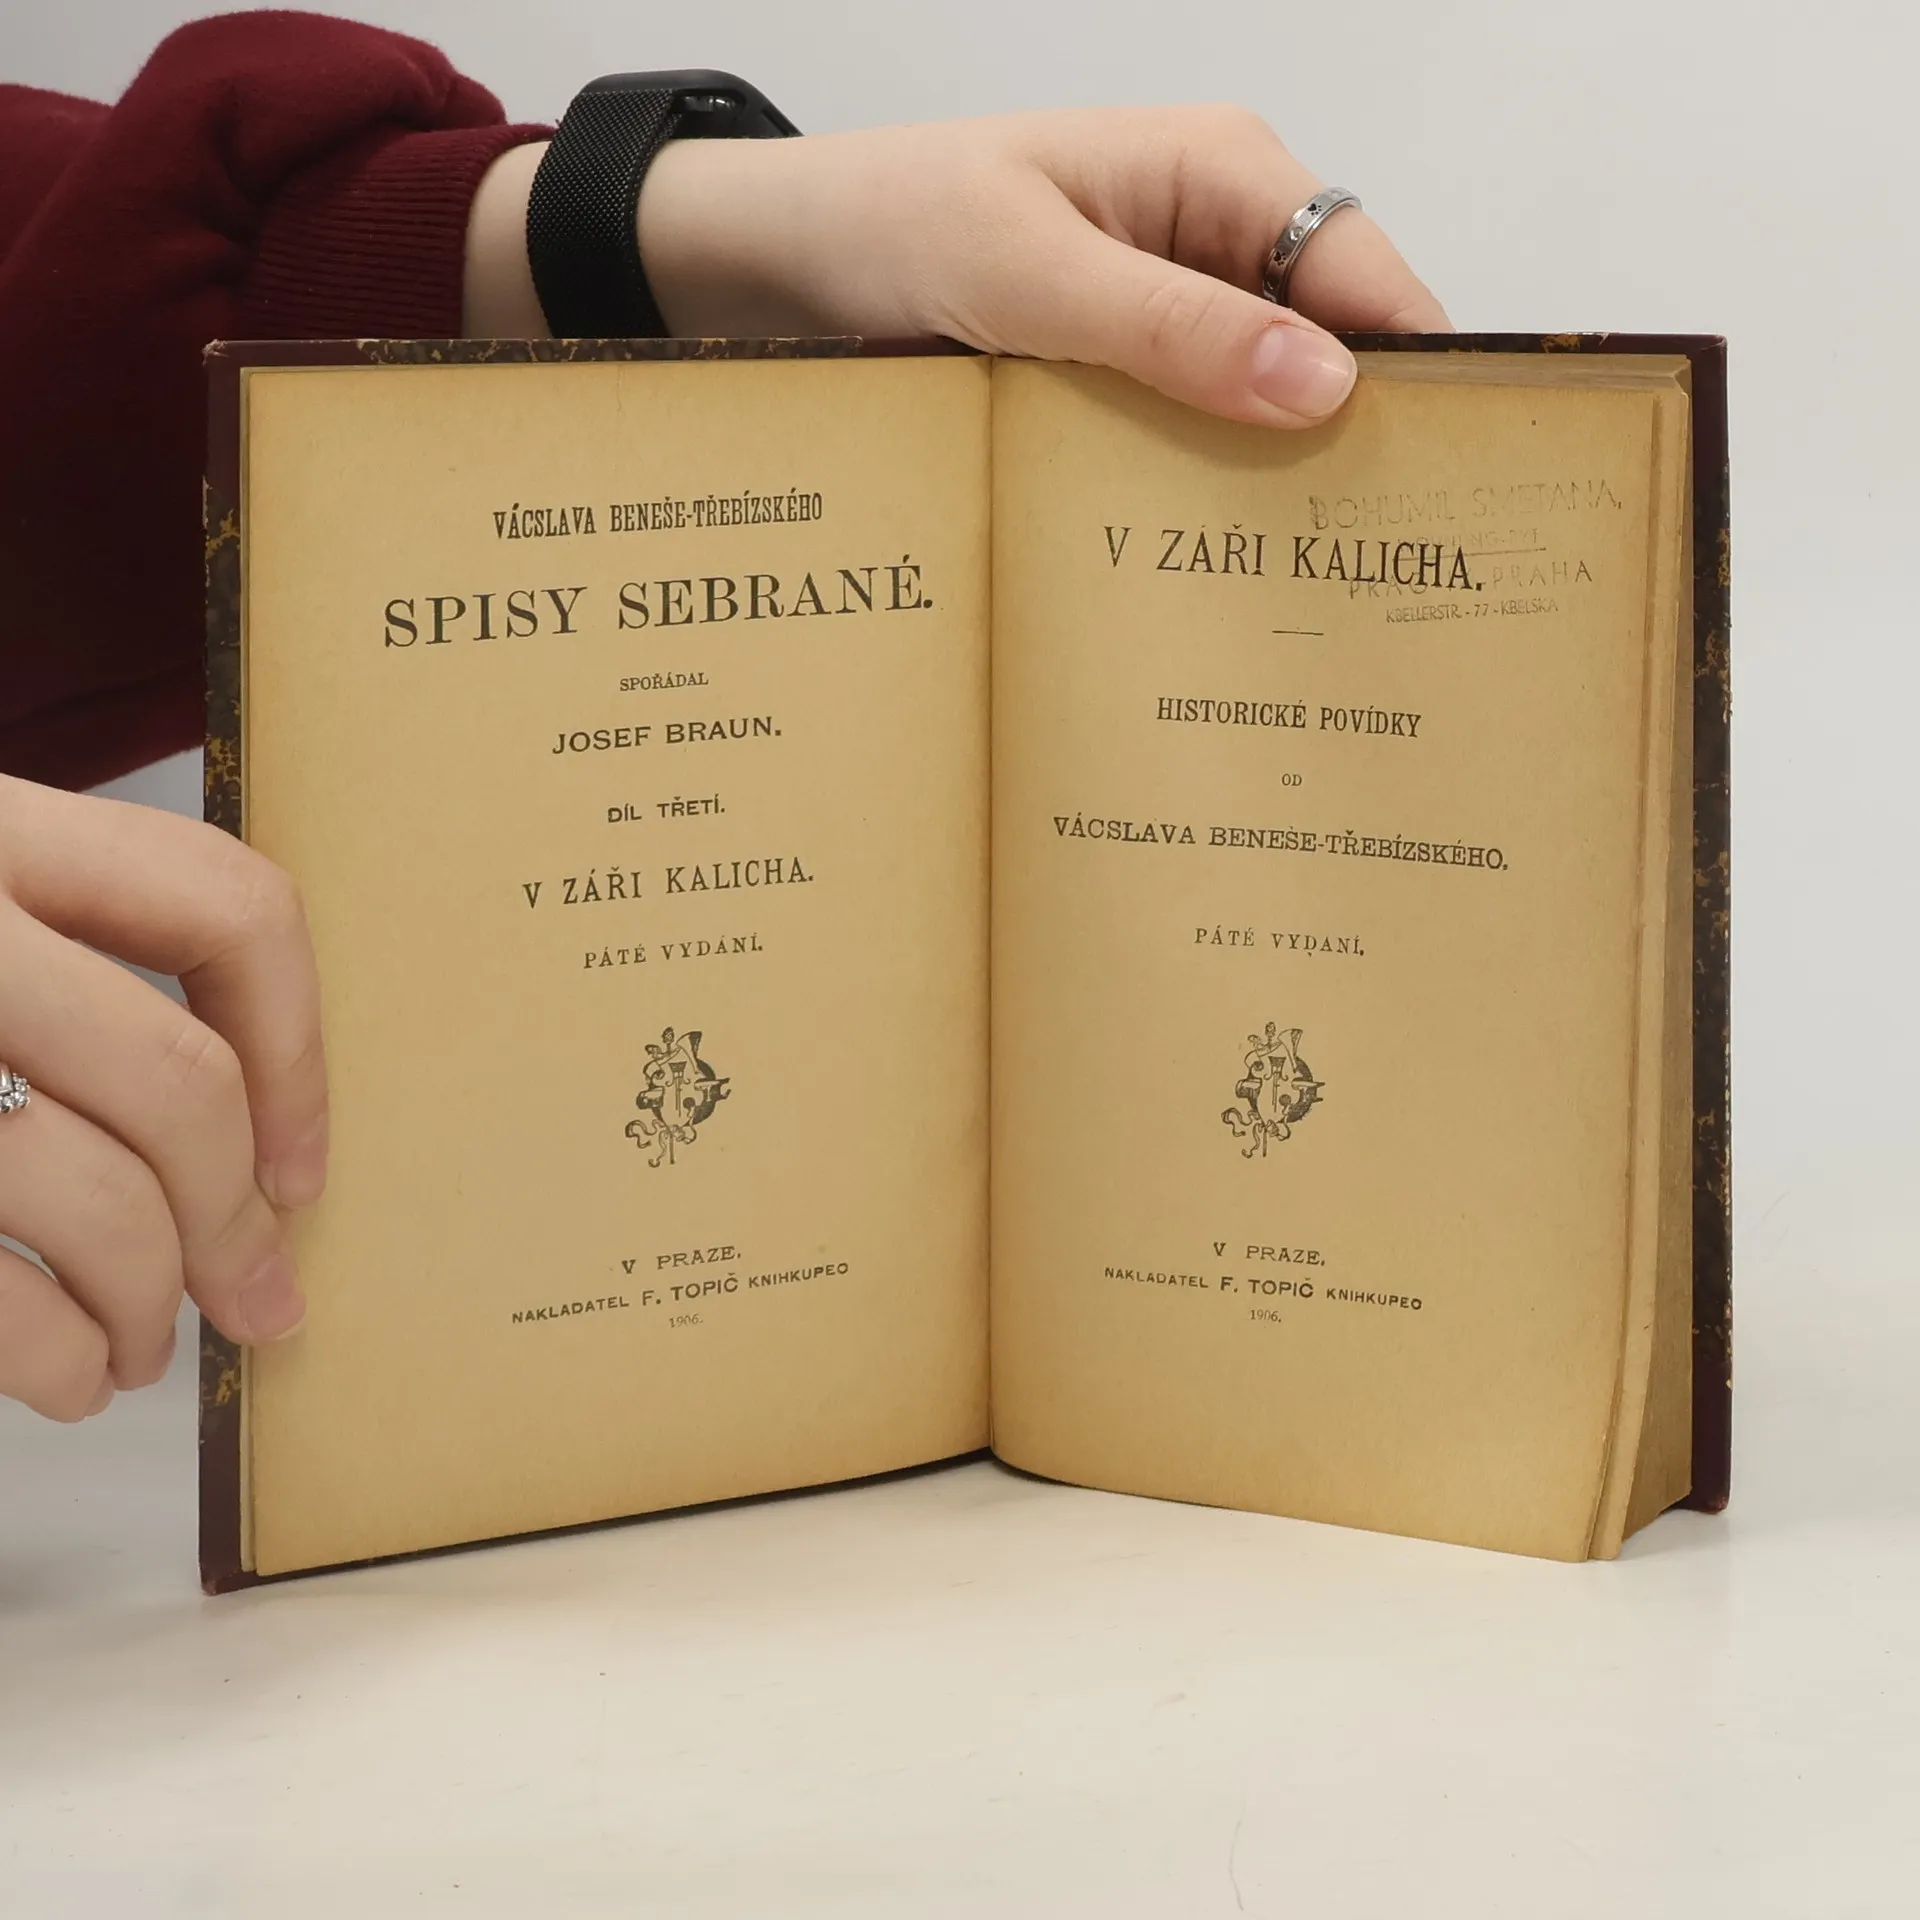 VÁCSLAVA BENEŠE-TŘEBÍZSKÉHO
SPISY SEBRANÉ.
SPOŘÁDAL
JOSEF BRAUN.
DÍL TŘETÍ.
V ZÁŘI KALICHA.
PÁTÉ VYDÁNÍ.
V PRAZE.
NAKLADATEL F. TOPIČ KNIHKUPEC
1906.
BOHUMIL SMETANA,
V ZÁŘI KALICHA.
PRAHA
KBELLERSTR. - 77 - KBELSKA
HISTORICKÉ POVÍDKY
OD
VÁCSLAVA BENEŠE-TŘEBÍZSKÉHO.
PÁTÉ VYDÁNÍ.
V PRAZE.
NAKLADATEL F. TOPIČ KNIHKUPEC
1906.